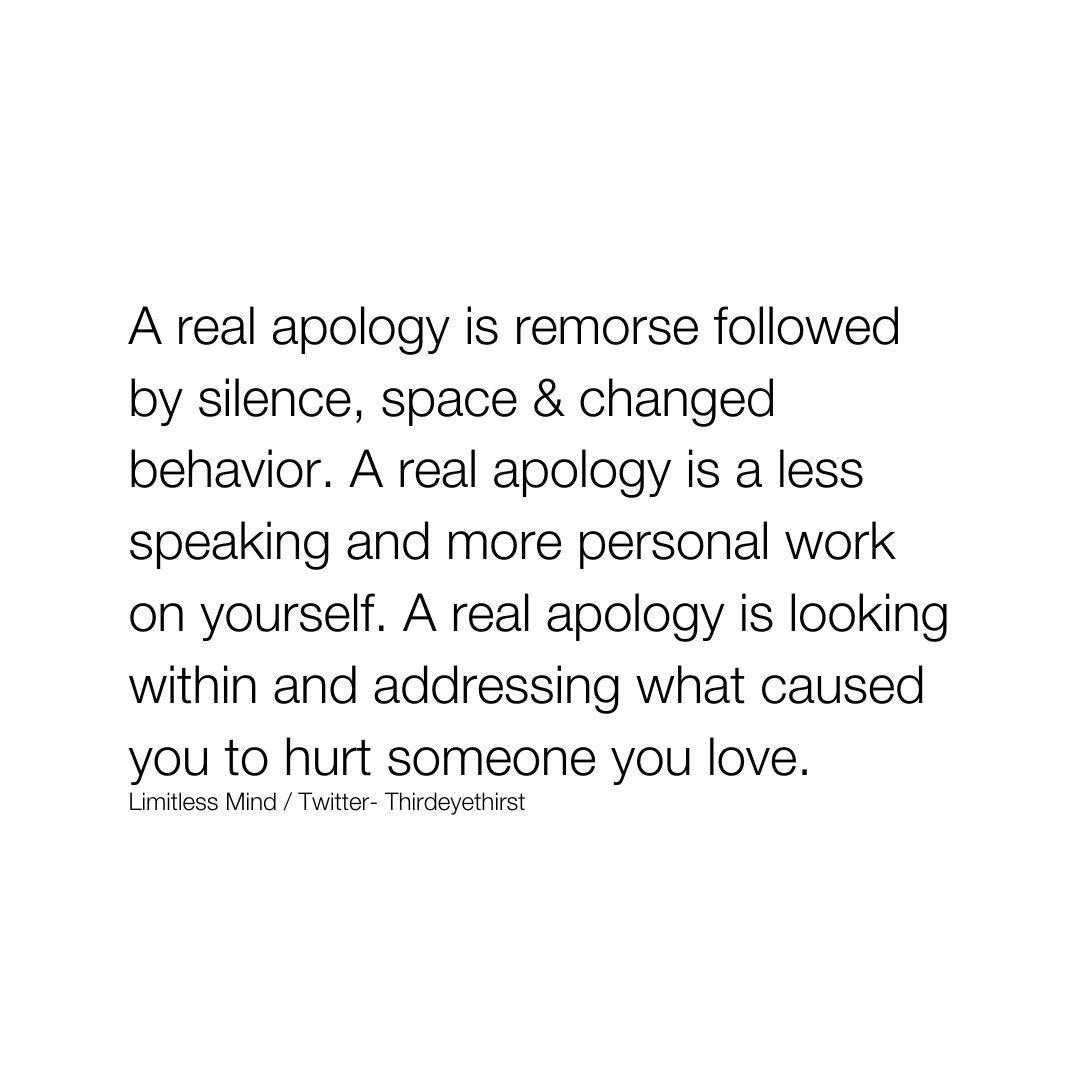 A real apology is remorse followed
by silence, space & changed
behavior. A real apology is a less
speaking and more personal work
on yourself. A real apology is looking
within and addressing what caused
you to hurt someone you love.
Limitless Mind / Twitter- Thirdeyethirst